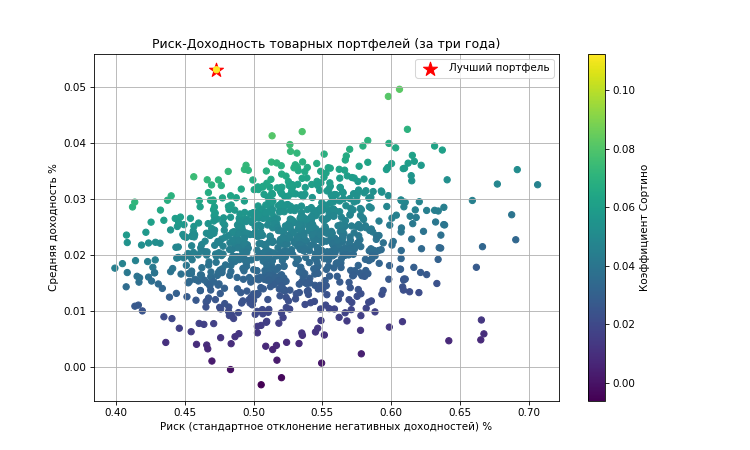 Риск-Доходность товарных портфелей (за три года)
Лучший портфель
Средняя доходность %
0.05
0.04
0.03
0.02
0.01
0.00
0.40 0.45 0.50 0.55 0.60 0.65 0.70
Риск (стандартное отклонение негативных доходностей) %
0.10
0.08
0.06
0.04
0.02
0.00
Коэффициент Сортино